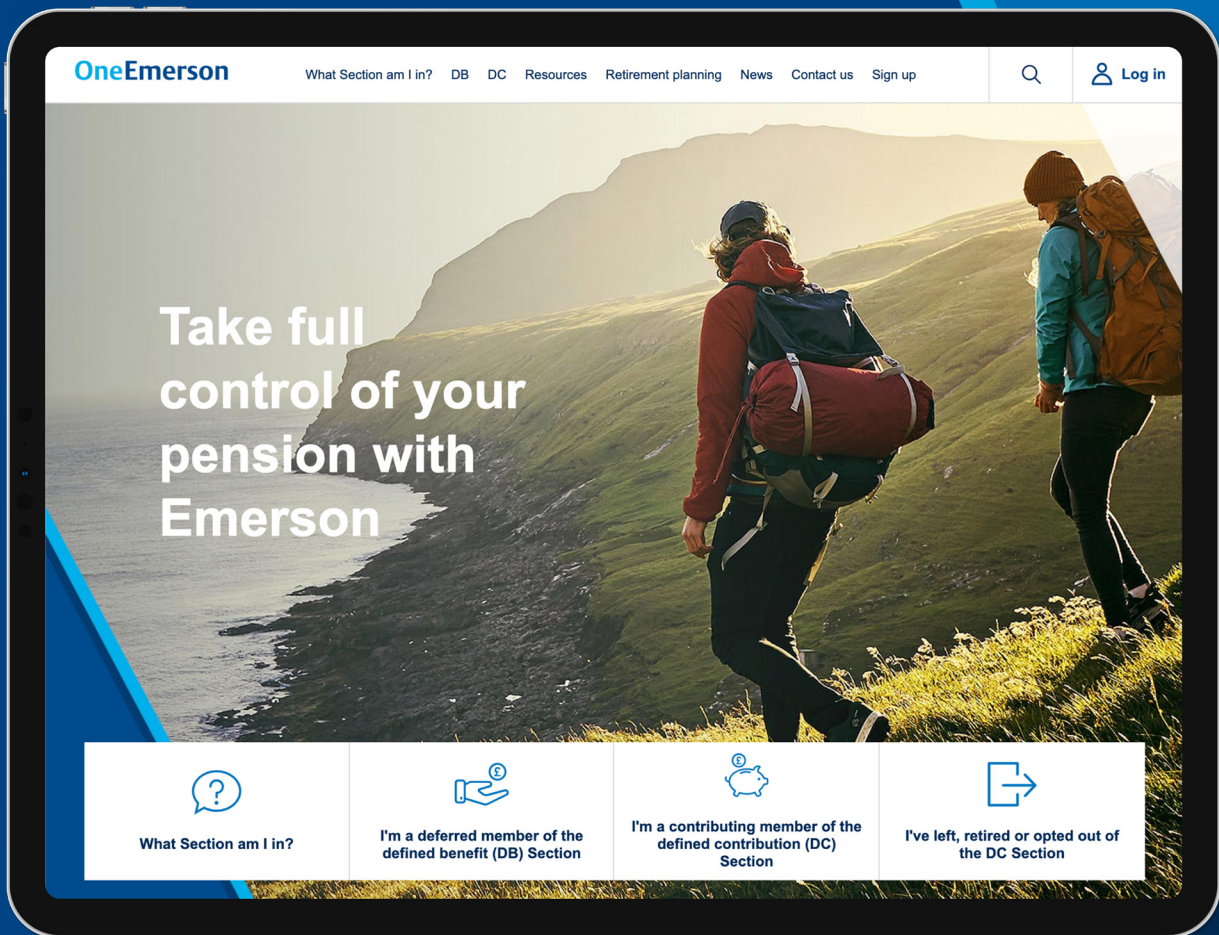 OneEmerson
What Section am I in? DB DC Resources Retirement planning News Contact us Sign up
Log in
Take full
control of your
pension with
Emerson
£
£
?
What Section am I in?
I'm a deferred member of the
defined benefit (DB) Section
I'm a contributing member of the
defined contribution (DC)
Section
I've left, retired or opted out of
the DC Section